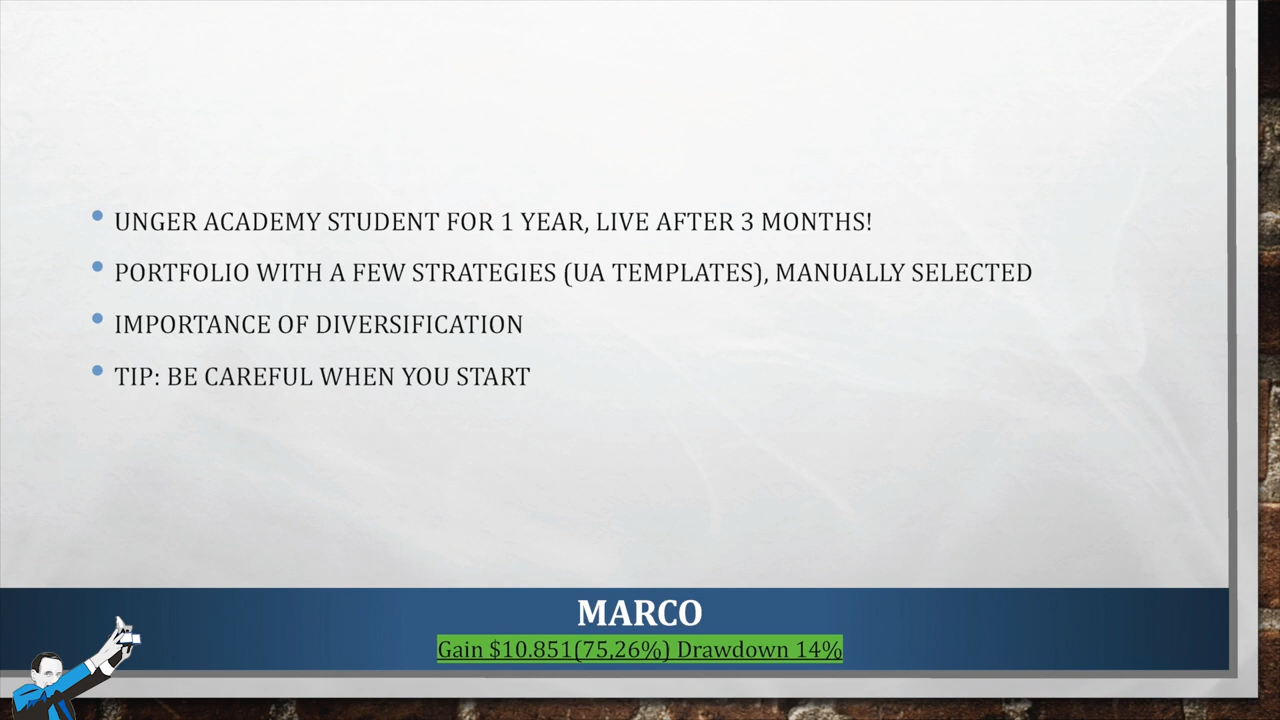 UNGER ACADEMY STUDENT FOR 1 YEAR, LIVE AFTER 3 MONTHS!
PORTFOLIO WITH A FEW STRATEGIES (UA TEMPLATES), MANUALLY SELECTED
IMPORTANCE OF DIVERSIFICATION
TIP: BE CAREFUL WHEN YOU START
MARCO
Gain $10.851(75,26%) Drawdown 14%